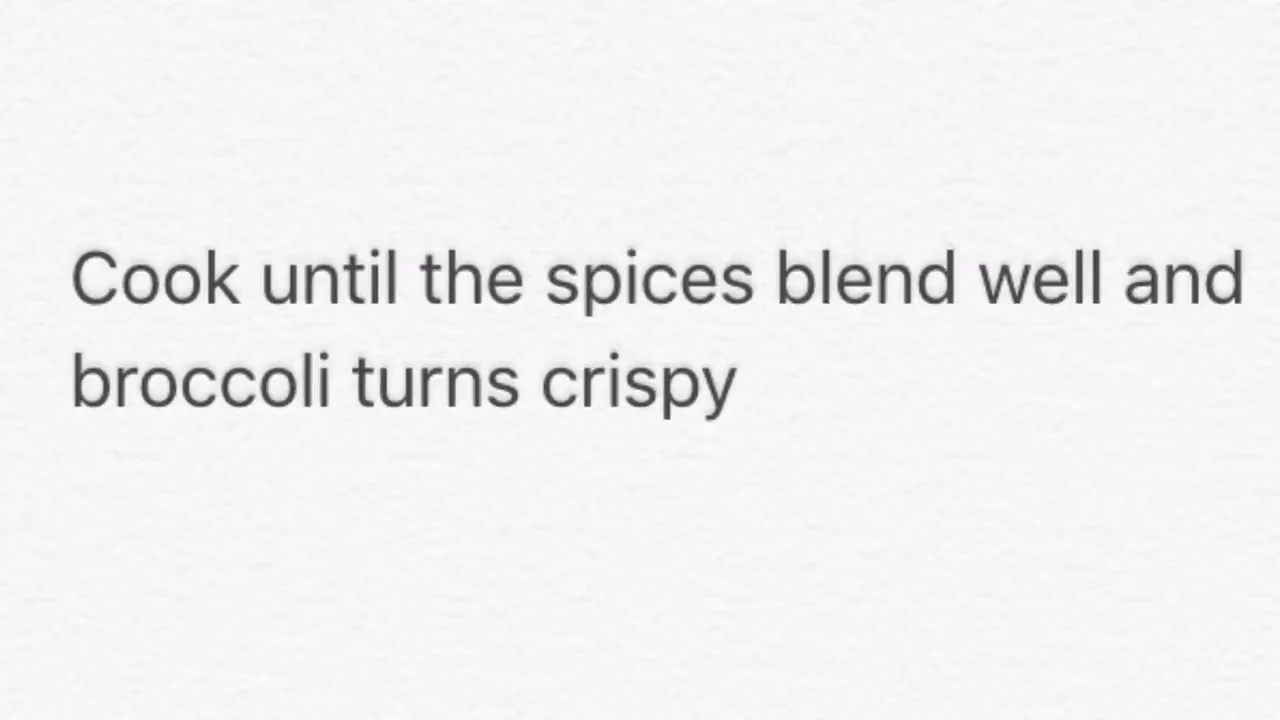 Cook until the spices blend well and
broccoli turns crispy